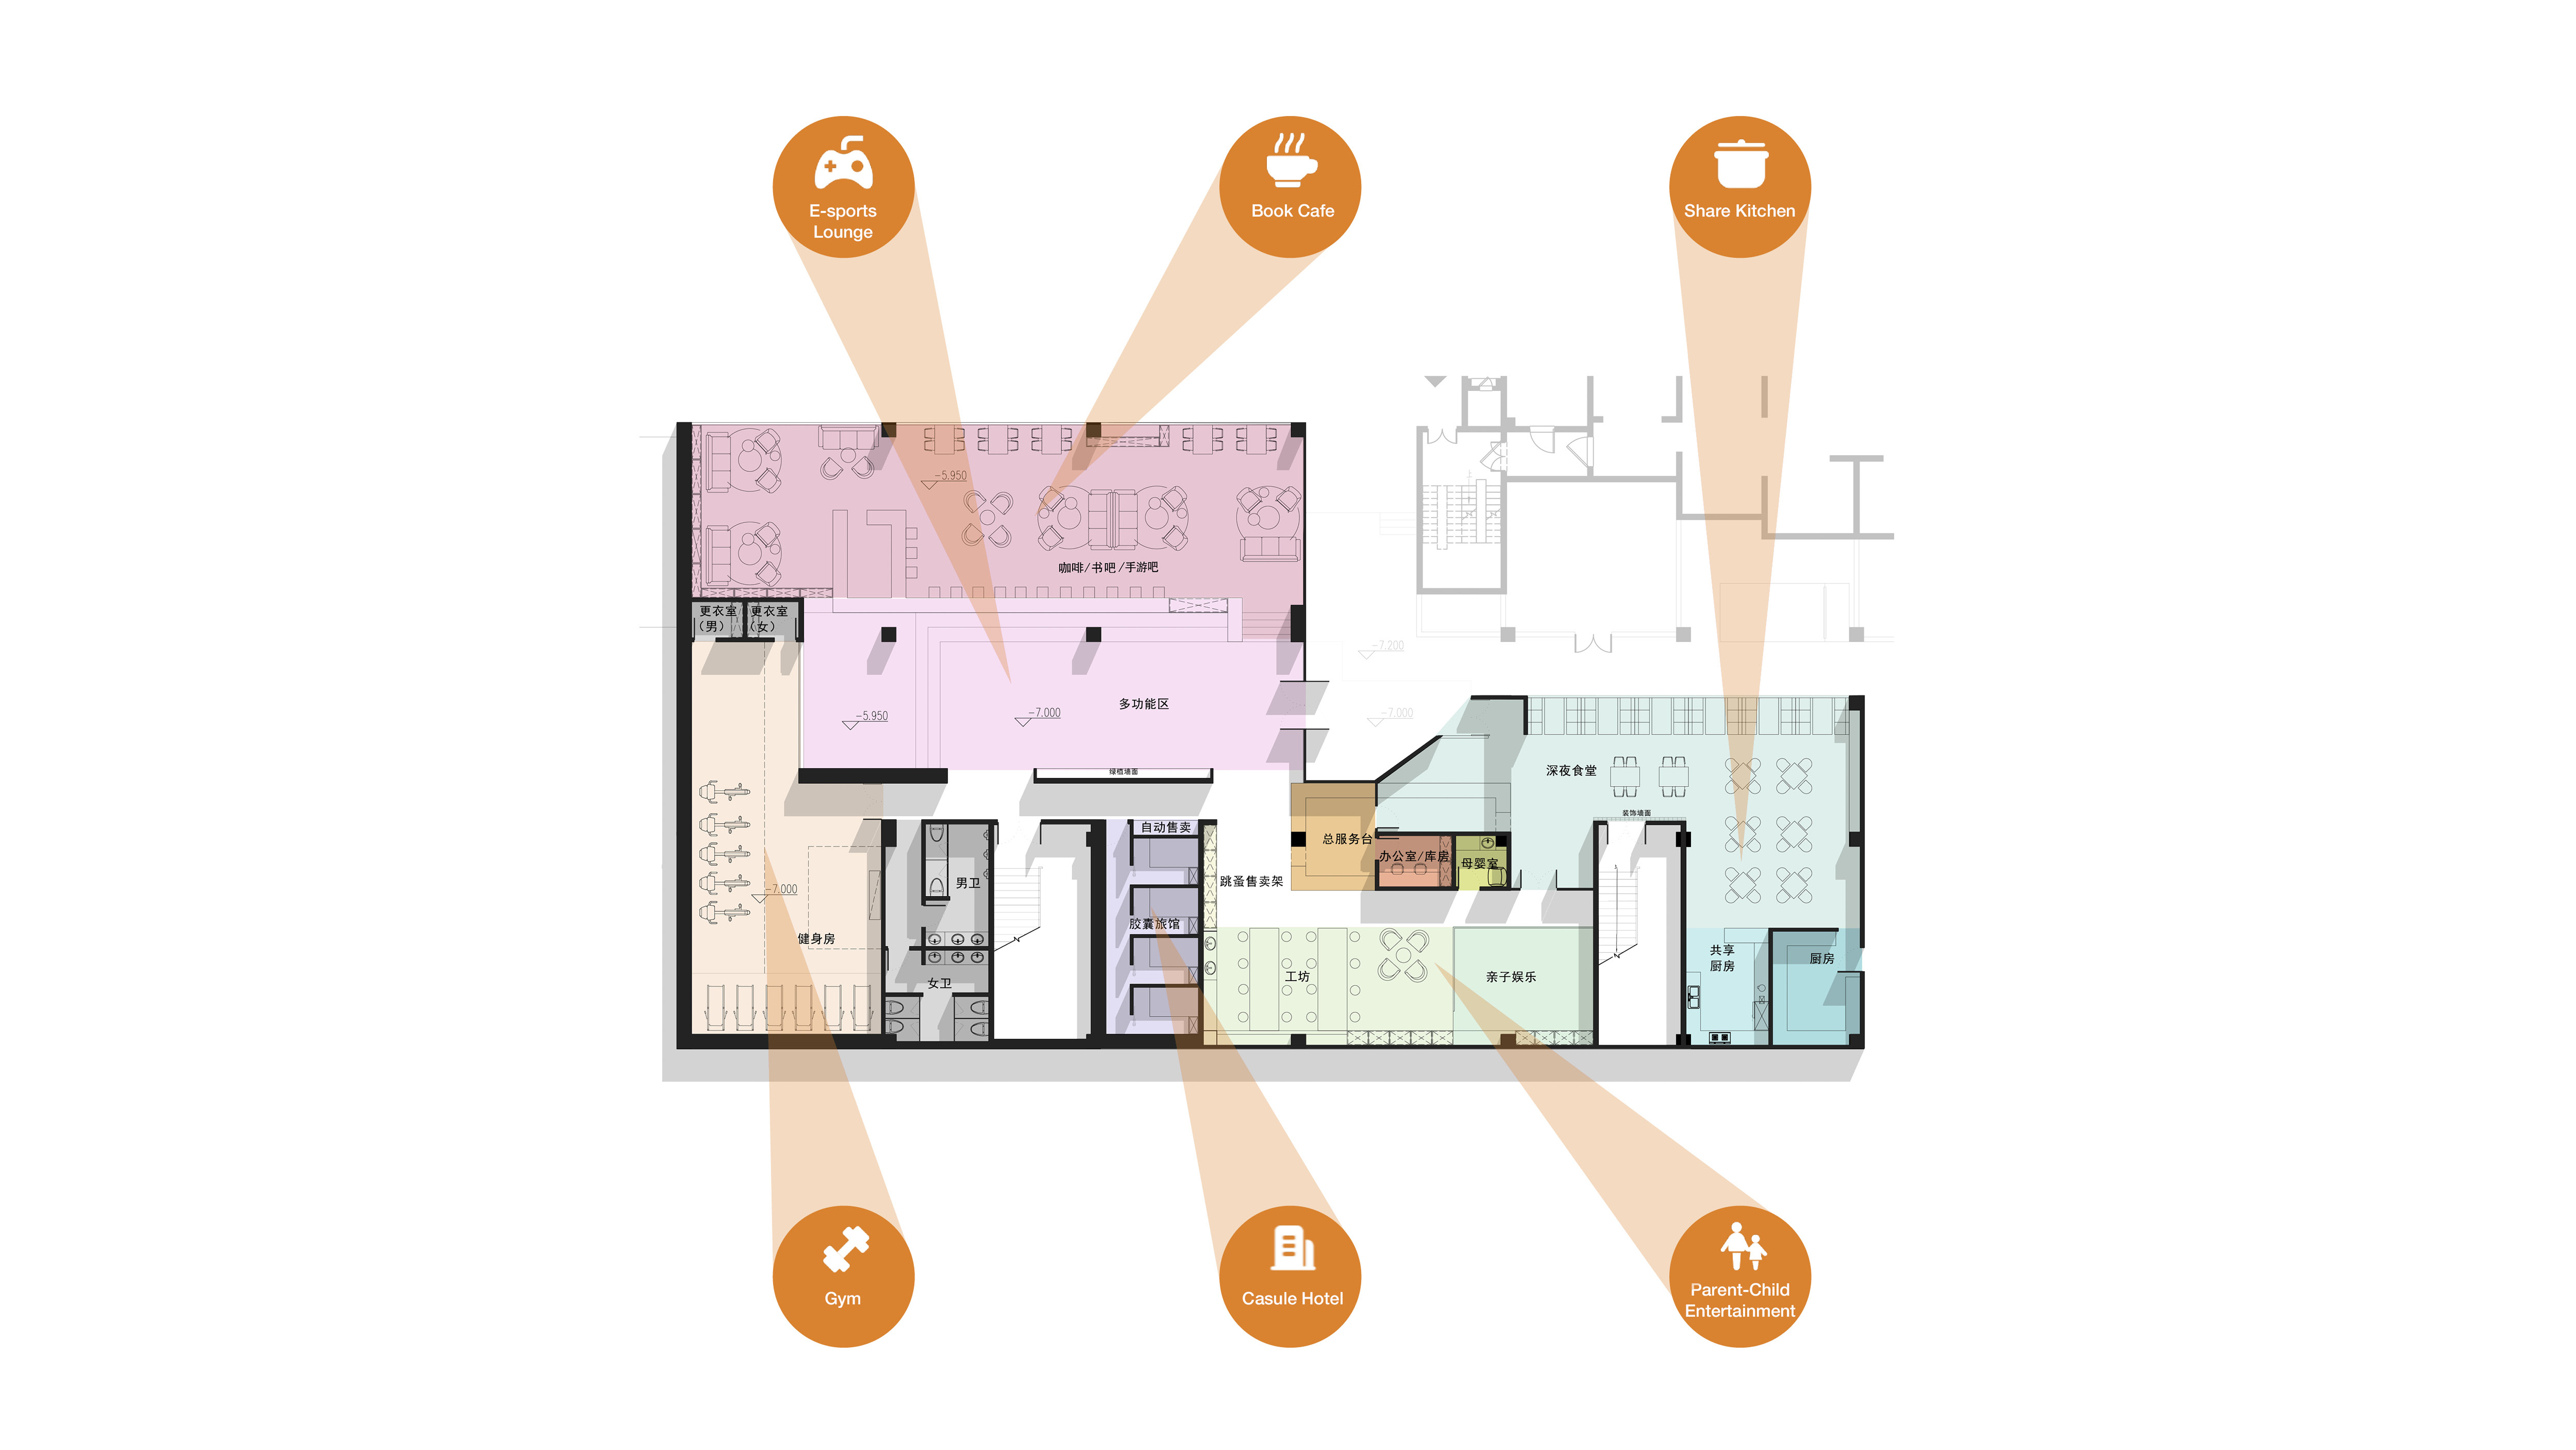 E-sports
Lounge
Book Cafe
Share Kitchen
-5.950
咖啡/书吧/手游吧
更衣室
(男)
更衣室
(女)
-7.200
多功能区
-5.950
-7.000
-7.000
绿植墙面
深夜食堂
装饰墙面
自动售卖
总服务台
办公室/库房
母婴室
男卫
跳蚤售卖架
-7.000
胶囊旅馆
健身房
女卫
工坊
亲子娱乐
共享
厨房
厨房
Gym
Casule Hotel
Parent-Child
Entertainment